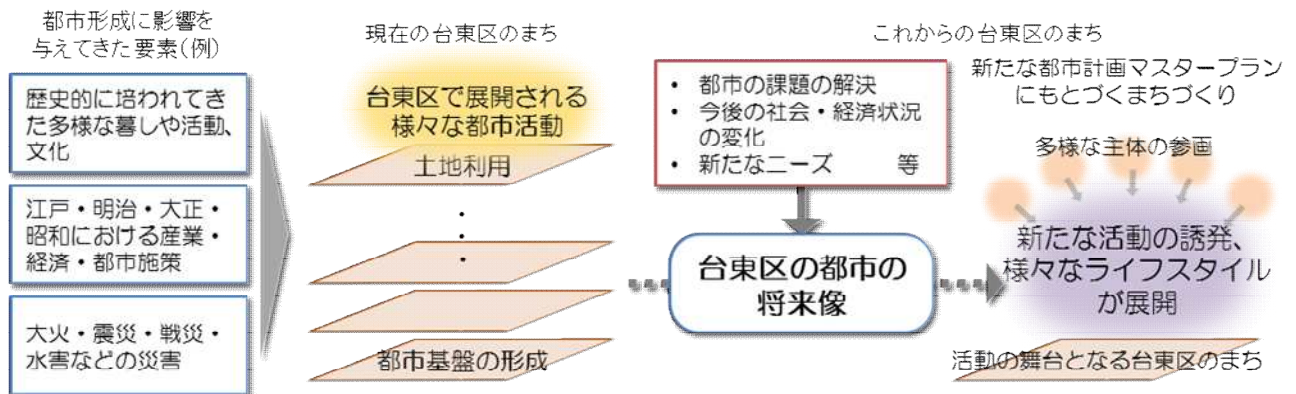 都市形成に影響を
与えてきた要素(例)
歴史的に培われてき
た多様な暮しや活動、
文化
江戸・明治・大正・
昭和における産業・
経済・都市施策
大火・震災・戦災・
水害などの災害
現在の台東区のまち
台東区で展開される
様々な都市活動
土地利用
都市基盤の形成
これからの台東区のまち
• 都市の課題の解決
• 今後の社会・経済状況
の変化
• 新たなニーズ 等
台東区の都市の
将来像
新たな都市計画マスタープラン
にもとづくまちづくり
多様な主体の参画
新たな活動の誘発、
様々なライフスタイル
が展開
活動の舞台となる台東区のまち